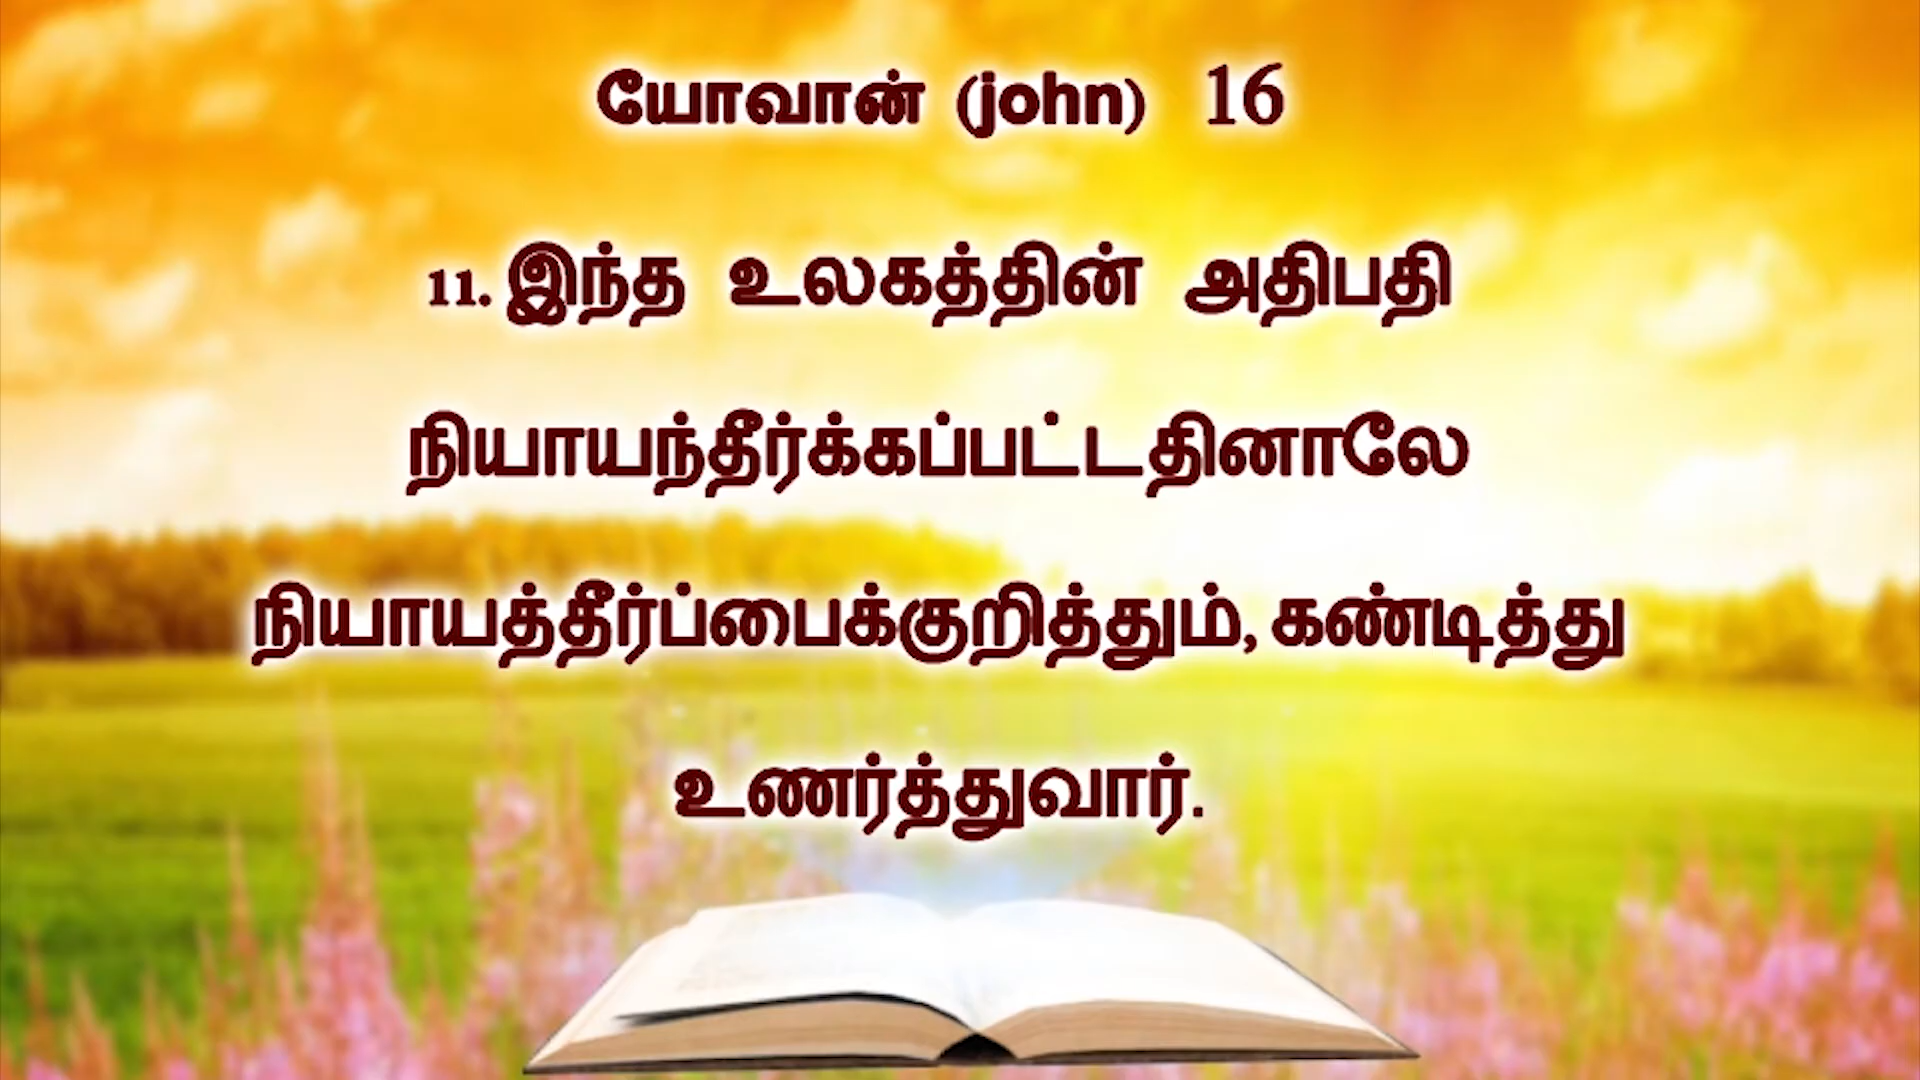 யோவான் (john) 16
11. இந்த உலகத்தின் அதிபதி
நியாயந்தீர்க்கப்பட்டதினாலே
நியாயத்தீர்ப்பைக்குறித்தும், கண்டித்து
உணர்த்துவார்.